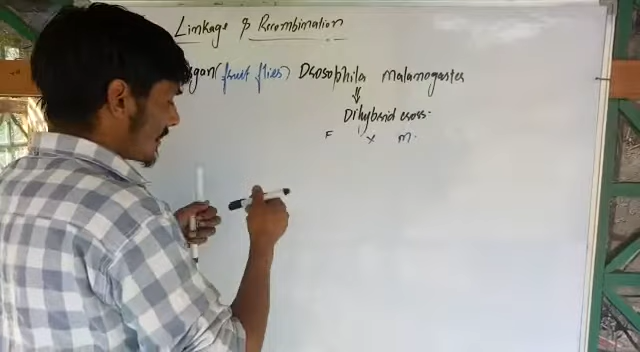 Linkage & Recombination
gan (fruit flies) Drosophila malanogaster
Dihybrid cross.
F x m.